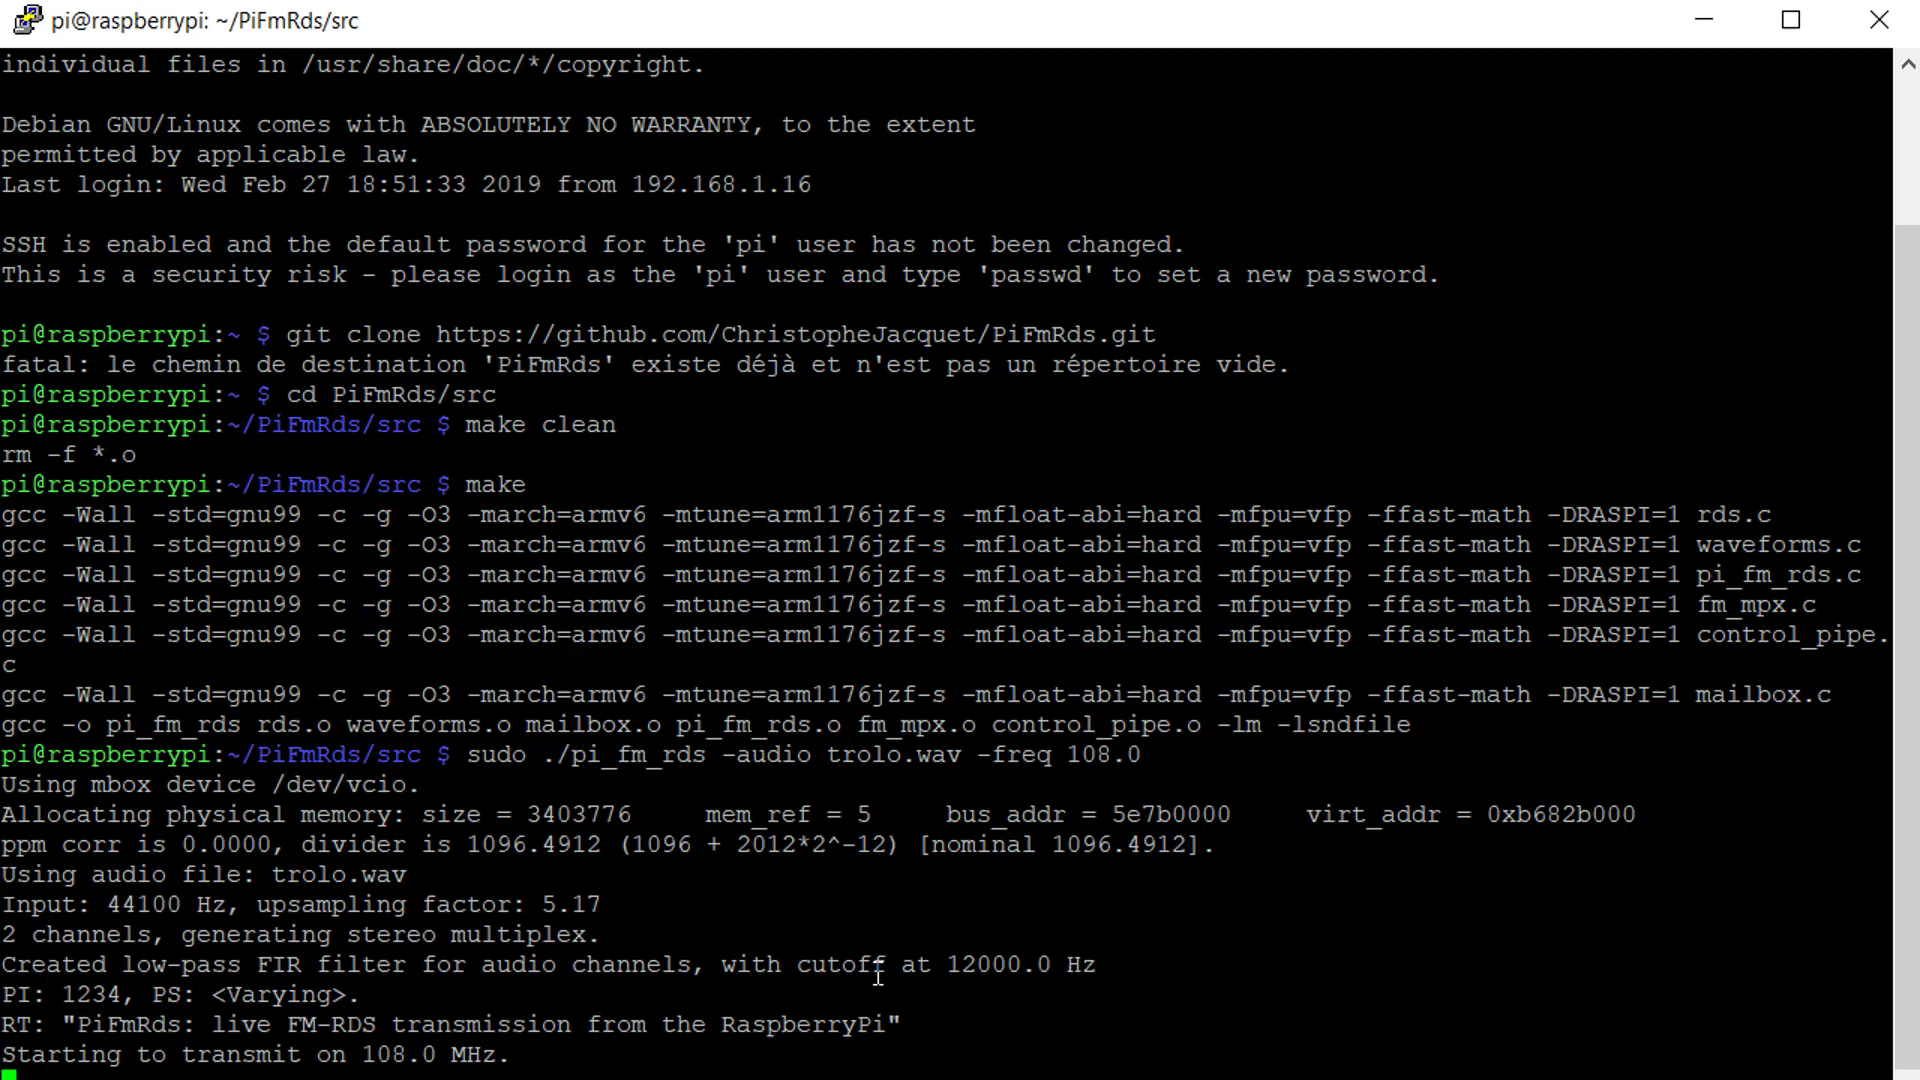 pi@raspberrypi: ~/PiFmRds/src
individual files in /usr/share/doc/*/copyright.
Debian GNU/Linux comes with ABSOLUTELY NO WARRANTY, to the extent
permitted by applicable law.
Last login: Wed Feb 27 18:51:33 2019 from 192.168.1.16
SSH is enabled and the default password for the 'pi' user has not been changed.
This is a security risk - please login as the 'pi' user and type 'passwd' to set a new password.
pi@raspberrypi:~ $ git clone https://github.com/ChristopheJacquet/PiFmRds.git
fatal: le chemin de destination 'PiFmRds' existe déjà et n'est pas un répertoire vide.
pi@raspberrypi:~ $ cd PiFmRds/src
pi@raspberrypi:~/PiFmRds/src $ make clean
rm -f *.o
pi@raspberrypi:~/PiFmRds/src $ make
gcc -Wall -std=gnu99 -c -g -O3 -march=armv6 -mtune=arm1176jzf-s -mfloat-abi=hard -mfpu=vfp -ffast-math -DRASPI=1 rds.c
gcc -Wall -std=gnu99 -c -g -O3 -march=armv6 -mtune=arm1176jzf-s -mfloat-abi=hard -mfpu=vfp -ffast-math -DRASPI=1 waveforms.c
gcc -Wall -std=gnu99 -c -g -O3 -march=armv6 -mtune=arm1176jzf-s -mfloat-abi=hard -mfpu=vfp -ffast-math -DRASPI=1 pi_fm_rds.c
gcc -Wall -std=gnu99 -c -g -O3 -march=armv6 -mtune=arm1176jzf-s -mfloat-abi=hard -mfpu=vfp -ffast-math -DRASPI=1 fm_mpx.c
gcc -Wall -std=gnu99 -c -g -O3 -march=armv6 -mtune=arm1176jzf-s -mfloat-abi=hard -mfpu=vfp -ffast-math -DRASPI=1 control_pipe.
c
gcc -Wall -std=gnu99 -c -g -O3 -march=armv6 -mtune=arm1176jzf-s -mfloat-abi=hard -mfpu=vfp -ffast-math -DRASPI=1 mailbox.c
gcc -o pi_fm_rds rds.o waveforms.o mailbox.o pi_fm_rds.o fm_mpx.o control_pipe.o -lm -lsndfile
pi@raspberrypi:~/PiFmRds/src $ sudo ./pi_fm_rds -audio trolo.wav -freq 108.0
Using mbox device /dev/vcio.
Allocating physical memory: size = 3403776     mem_ref = 5     bus_addr = 5e7b0000     virt_addr = 0xb682b000
ppm corr is 0.0000, divider is 1096.4912 (1096 + 2012*2^-12) [nominal 1096.4912].
Using audio file: trolo.wav
Input: 44100 Hz, upsampling factor: 5.17
2 channels, generating stereo multiplex.
Created low-pass FIR filter for audio channels, with cutoff at 12000.0 Hz
PI: 1234, PS: <Varying>.
RT: "PiFmRds: live FM-RDS transmission from the RaspberryPi"
Starting to transmit on 108.0 MHz.